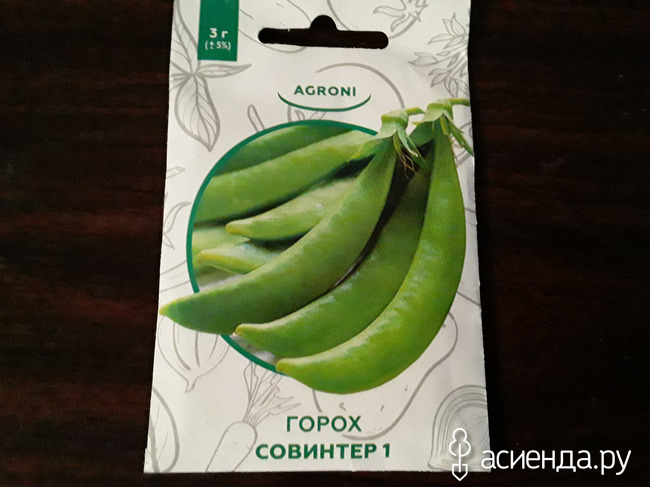 3 г
(± 5%)
AGRONI
ГОРОХ
СОВИНТЕР 1
асиенда.ру